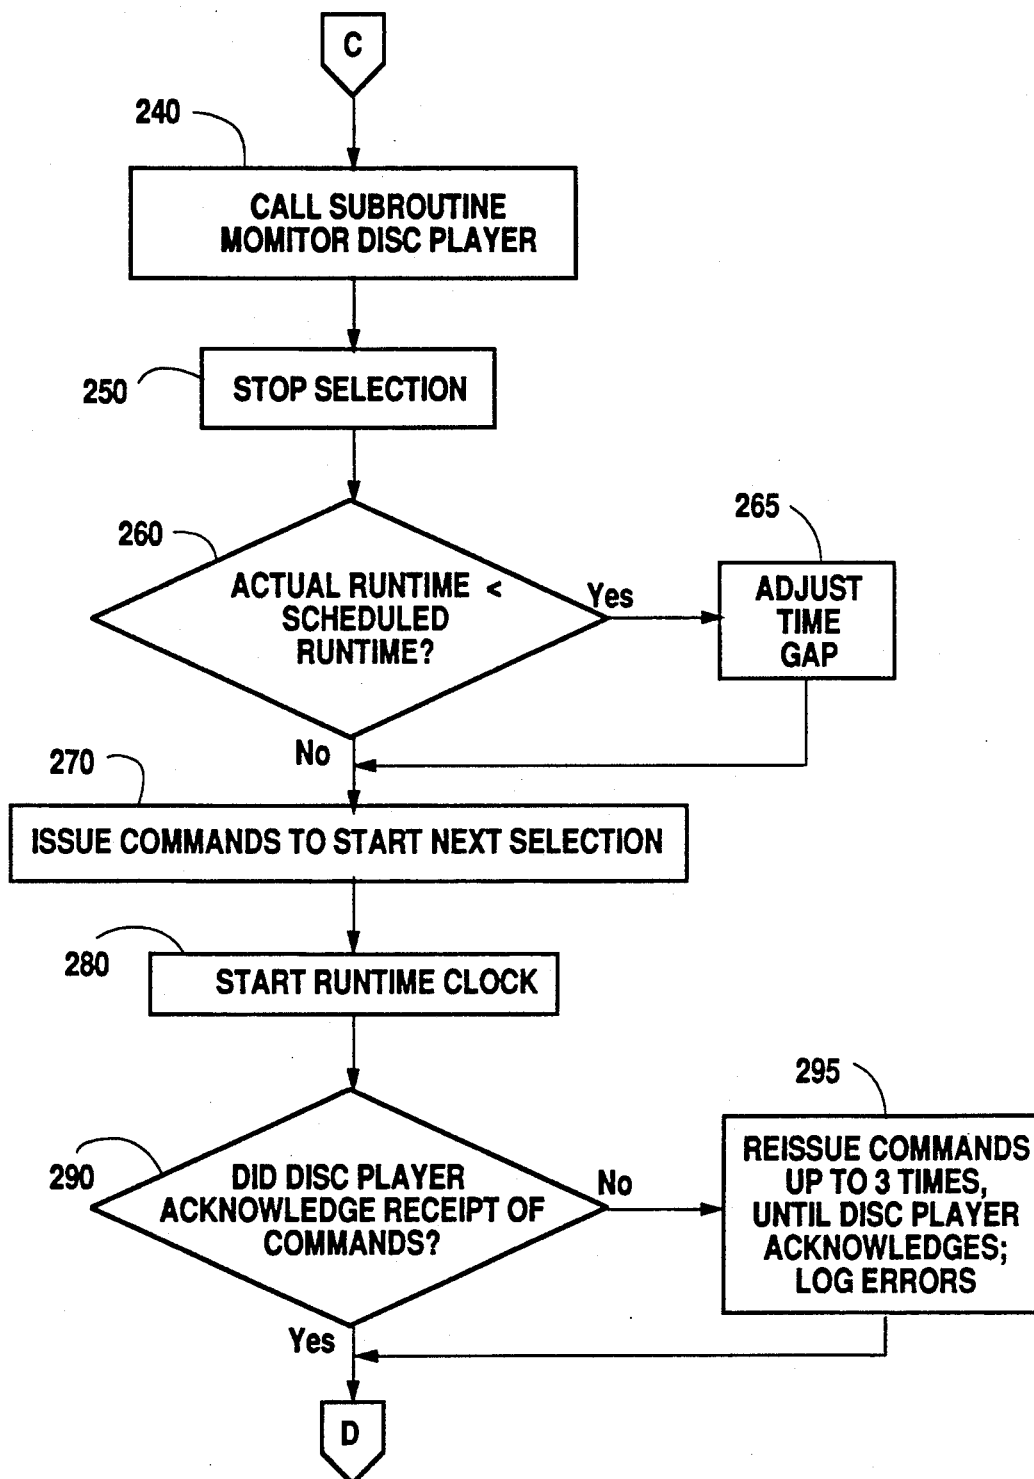 C
240
CALL SUBROUTINE
MOMITOR DISC PLAYER
250
STOP SELECTION
260
ACTUAL RUNTIME <
SCHEDULED
RUNTIME?
Yes
265
ADJUST
TIME
GAP
No
270
ISSUE COMMANDS TO START NEXT SELECTION
280
START RUNTIME CLOCK
290
DID DISC PLAYER
ACKNOWLEDGE RECEIPT OF
COMMANDS?
No
295
REISSUE COMMANDS
UP TO 3 TIMES,
UNTIL DISC PLAYER
ACKNOWLEDGES;
LOG ERRORS
Yes
D